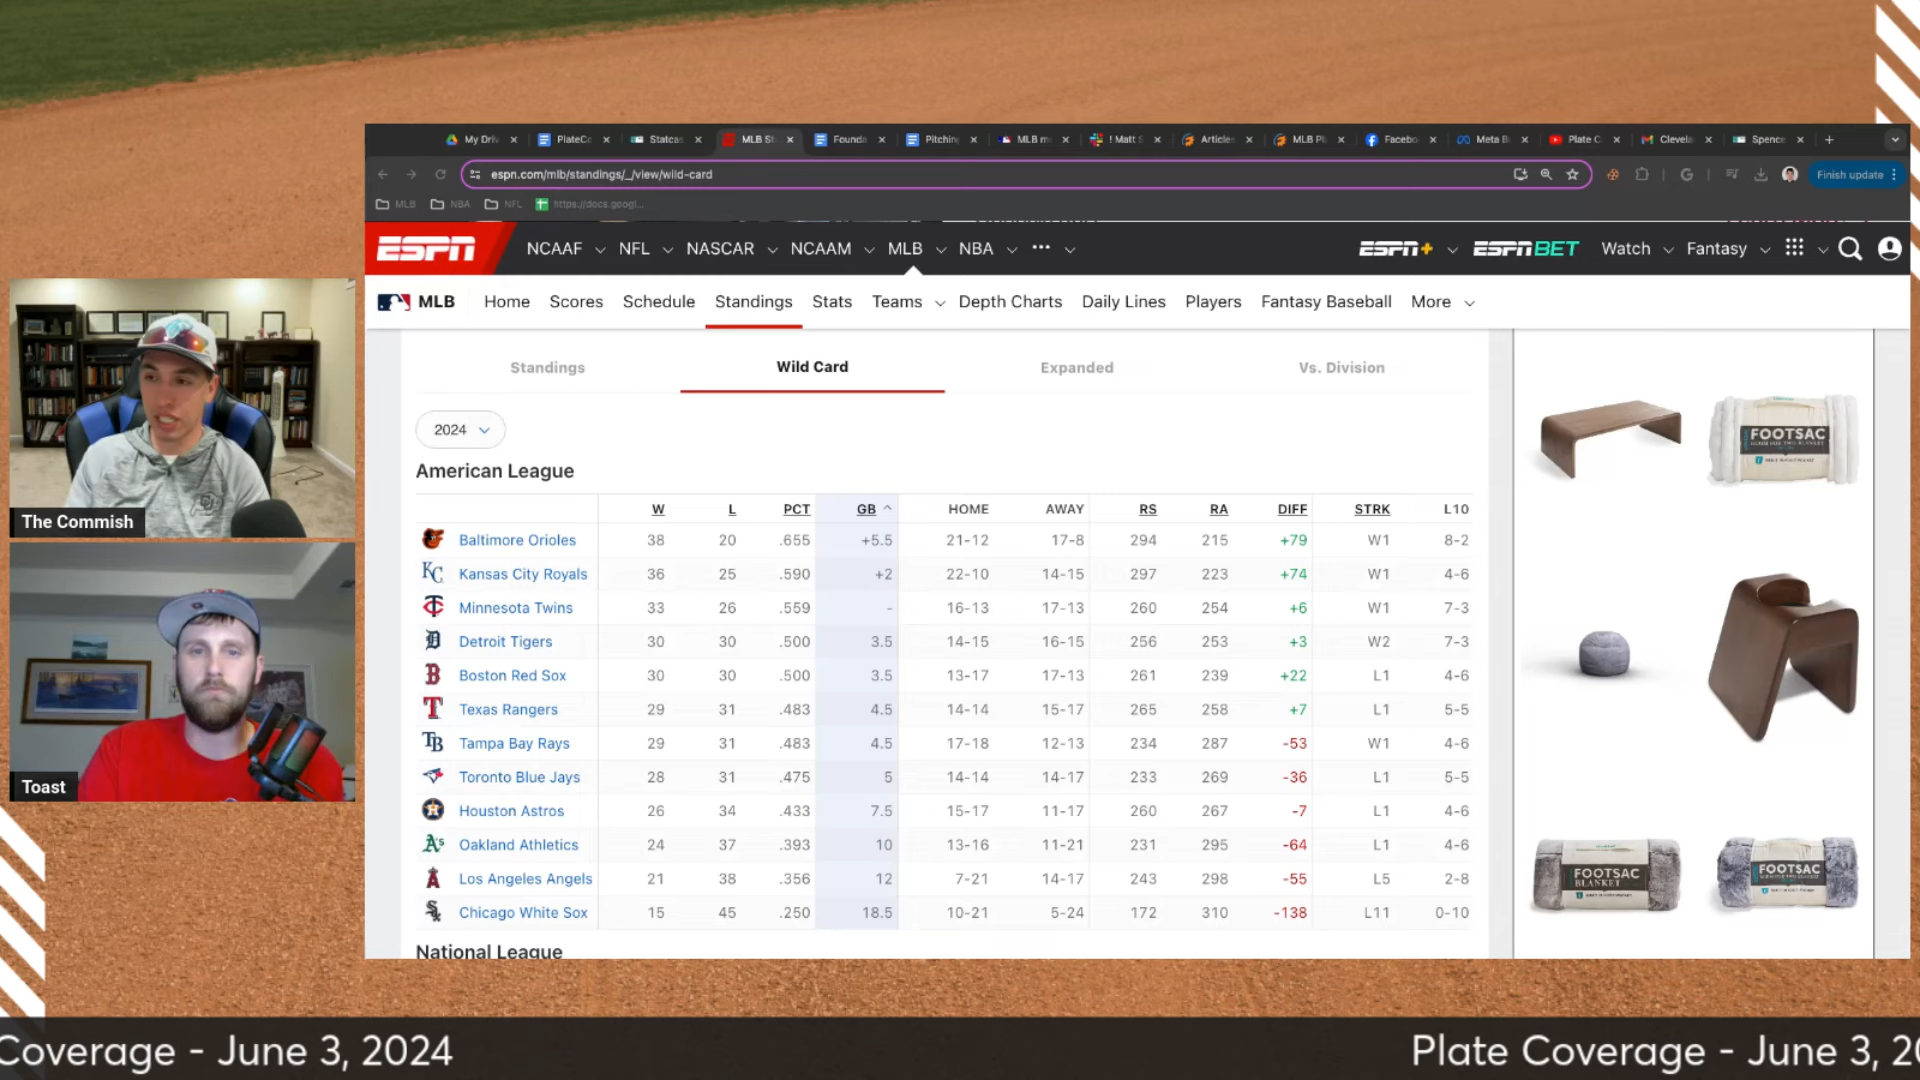 My Driv
PlateCo
Statcas
MLB St
Founda
Pitching
MLB m
! Matt S
Articles
MLB Pl
Facebo
Meta B
Plate C
Clevela
Spence
espn.com/mlb/standings/_/view/wild-card
Finish update
MLB NBA NFL https://docs.googl...
ESPN NCAAF NFL NASCAR NCAAM MLB NBA ESPN+ ESPNBET Watch Fantasy
MLB Home Scores Schedule Standings Stats Teams Depth Charts Daily Lines Players Fantasy Baseball More
Standings Wild Card Expanded Vs. Division
2024
American League
W L PCT GB HOME AWAY RS RA DIFF STRK L10
Baltimore Orioles 38 20 .655 +5.5 21-12 17-8 294 215 +79 W1 8-2
KC Kansas City Royals 36 25 .590 +2 22-10 14-15 297 223 +74 W1 4-6
Minnesota Twins 33 26 .559 - 16-13 17-13 260 254 +6 W1 7-3
Detroit Tigers 30 30 .500 3.5 14-15 16-15 256 253 +3 W2 7-3
B Boston Red Sox 30 30 .500 3.5 13-17 17-13 261 239 +22 L1 4-6
T Texas Rangers 29 31 .483 4.5 14-14 15-17 265 258 +7 L1 5-5
TB Tampa Bay Rays 29 31 .483 4.5 17-18 12-13 234 287 -53 W1 4-6
Toronto Blue Jays 28 31 .475 5 14-14 14-17 233 269 -36 L1 5-5
Houston Astros 26 34 .433 7.5 15-17 11-17 260 267 -7 L1 4-6
A's Oakland Athletics 24 37 .393 10 13-16 11-21 231 295 -64 L1 4-6
A Los Angeles Angels 21 38 .356 12 7-21 14-17 243 298 -55 L5 2-8
Chicago White Sox 15 45 .250 18.5 10-21 5-24 172 310 -138 L11 0-10
National League
FOOTSAC
FOOTSAC
BLANKET
FOOTSAC
The Commish
Toast
Coverage - June 3, 2024
Plate Coverage - June 3, 20